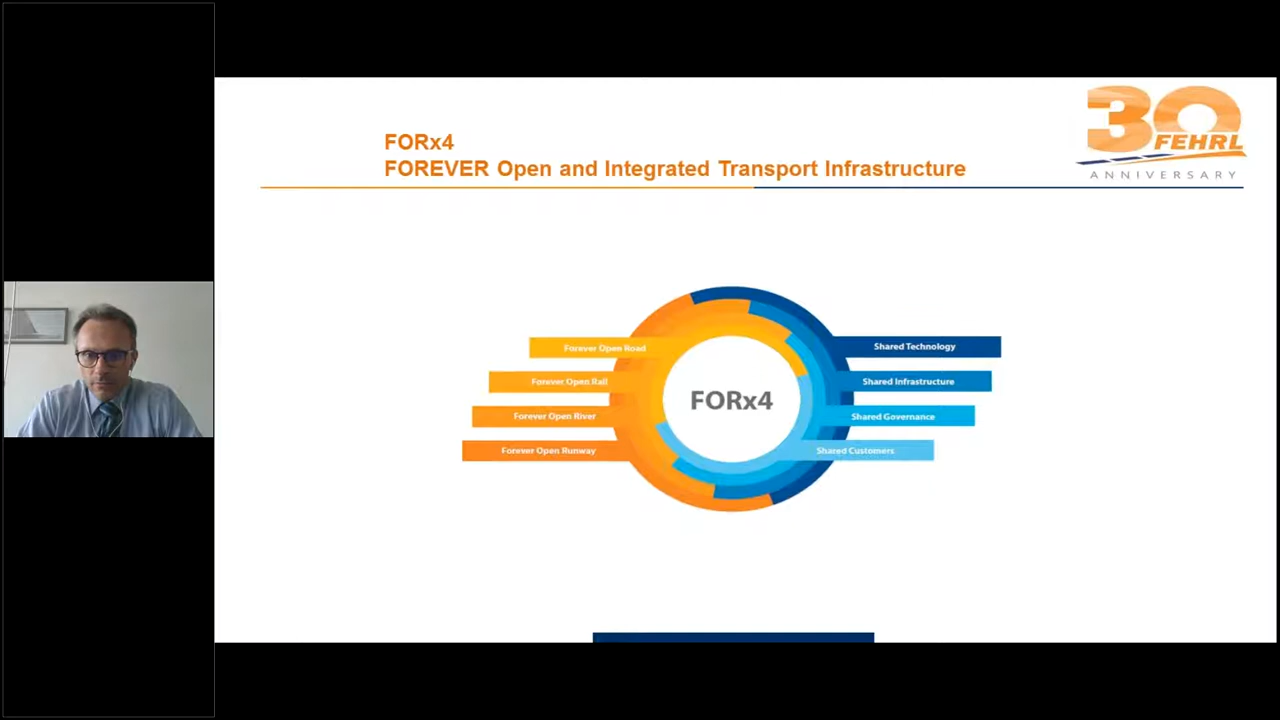 FORx4
FOREVER Open and Integrated Transport Infrastructure
30
FEHRL
ANNIVERSARY
Forever Open Road
Forever Open Rail
Forever Open River
Forever Open Runway
FORx4
Shared Technology
Shared Infrastructure
Shared Governance
Shared Customers